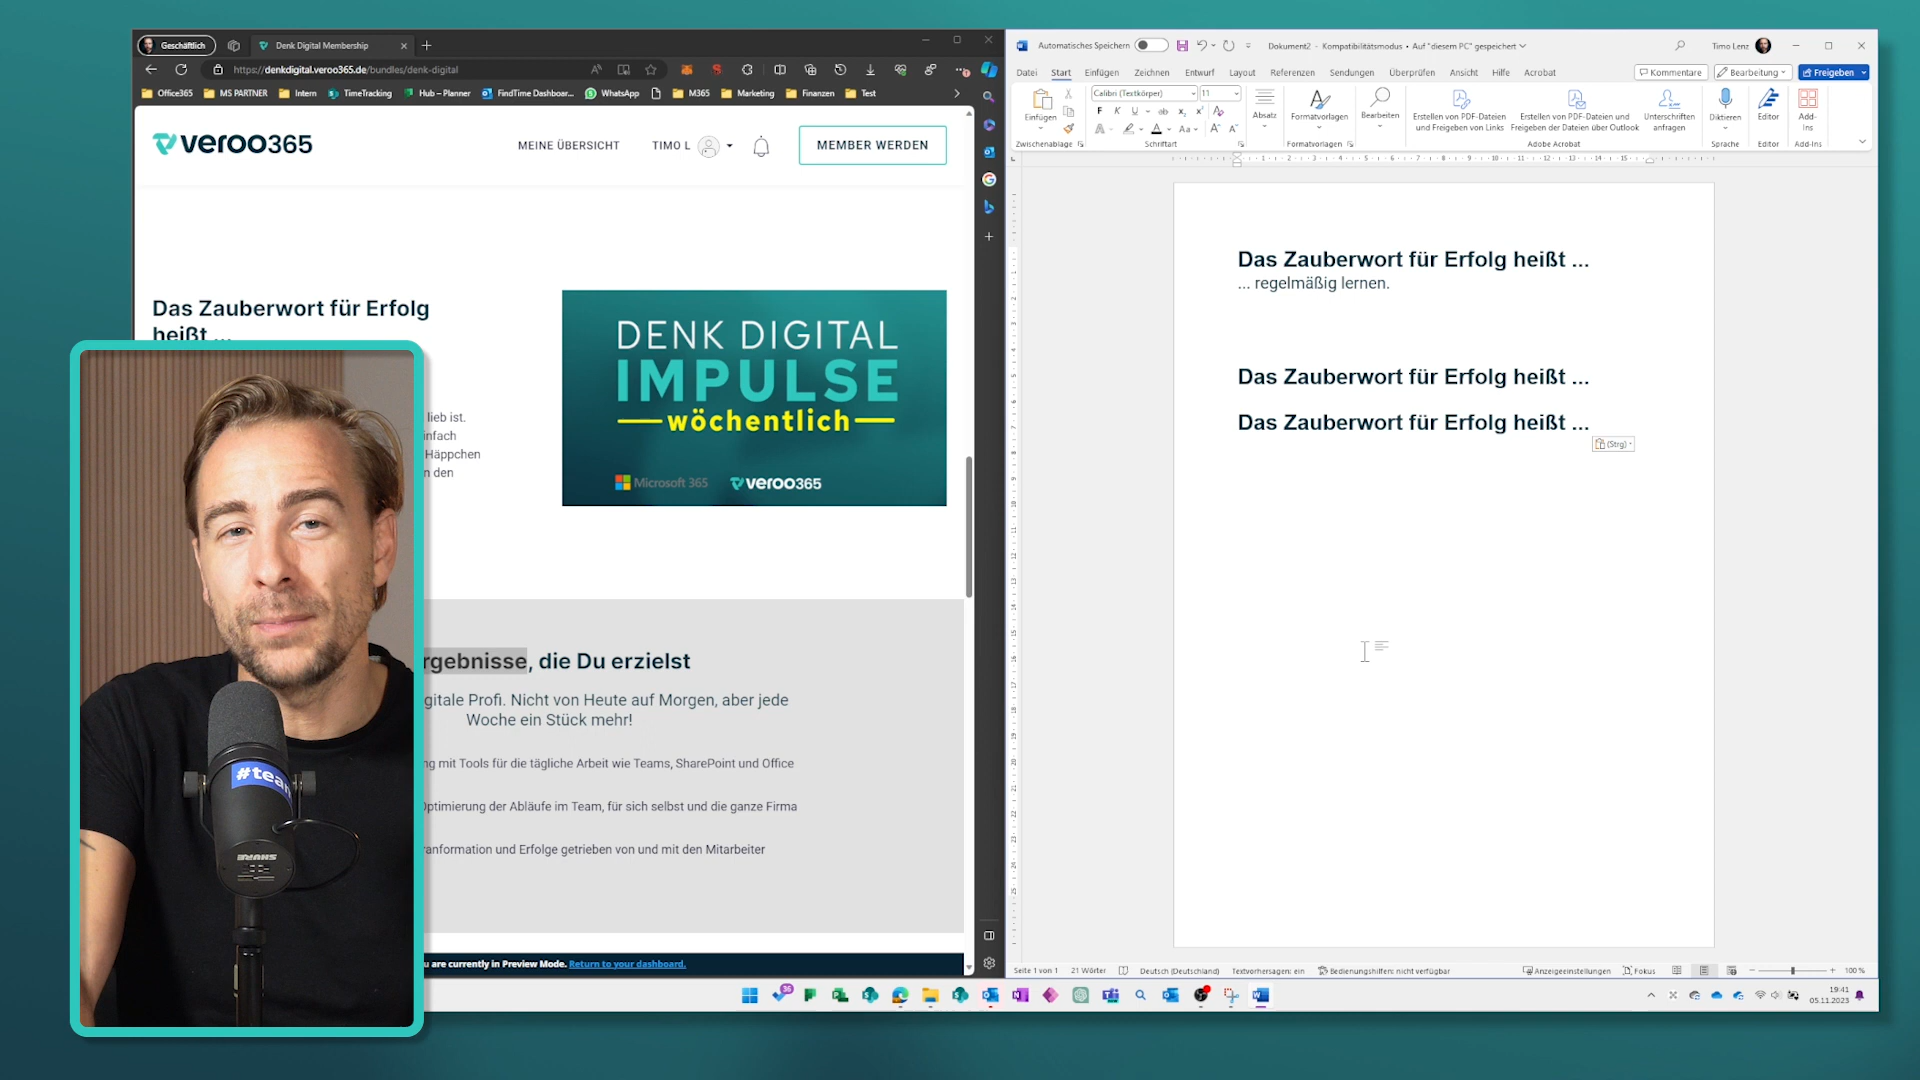 Geschäftlich
Denk Digital Membership
https://denkdigital.veroo365.de/bundles/denk-digital
Office365
MS PARTNER
Intern
TimeTracking
Hub – Planner
FindTime Dashboar...
WhatsApp
M365
Marketing
Finanzen
Test
veroo365
MEINE ÜBERSICHT
TIMO L
MEMBER WERDEN
Das Zauberwort für Erfolg
heißt ...
lieb ist.
infach
Häppchen
n den
DENK DIGITAL
IMPULSE
wöchentlich
Microsoft 365
veroo365
rgebnisse, die Du erzielst
gitale Profi. Nicht von Heute auf Morgen, aber jede
Woche ein Stück mehr!
ng mit Tools für die tägliche Arbeit wie Teams, SharePoint und Office
Optimierung der Abläufe im Team, für sich selbst und die ganze Firma
ranformation und Erfolge getrieben von und mit den Mitarbeiter
u are currently in Preview Mode. Return to your dashboard.
#tea
SHURE
Automatisches Speichern
Dokument2 - Kompatibilitätsmodus • Auf "diesem PC" gespeichert
Timo Lenz
Datei
Start
Einfügen
Zeichnen
Entwurf
Layout
Referenzen
Sendungen
Überprüfen
Ansicht
Hilfe
Acrobat
Kommentare
Bearbeitung
Freigeben
Calibri (Textkörper)
11
Einfügen
Absatz
Formatvorlagen
Bearbeiten
Erstellen von PDF-Dateien
und Freigeben von Links
Erstellen von PDF-Dateien und
Freigeben der Dateien über Outlook
Unterschriften
anfragen
Diktieren
Editor
Add-
Ins
Zwischenablage
Schriftart
Formatvorlagen
Adobe Acrobat
Sprache
Editor
Add-Ins
Das Zauberwort für Erfolg heißt ...
... regelmäßig lernen.
Das Zauberwort für Erfolg heißt ...
Das Zauberwort für Erfolg heißt ...
(Strg)
Seite 1 von 1
21 Wörter
Deutsch (Deutschland)
Textvorhersagen: ein
Bedienungshilfen: nicht verfügbar
Anzeigeeinstellungen
Fokus
100 %
36
19:41
05.11.2023